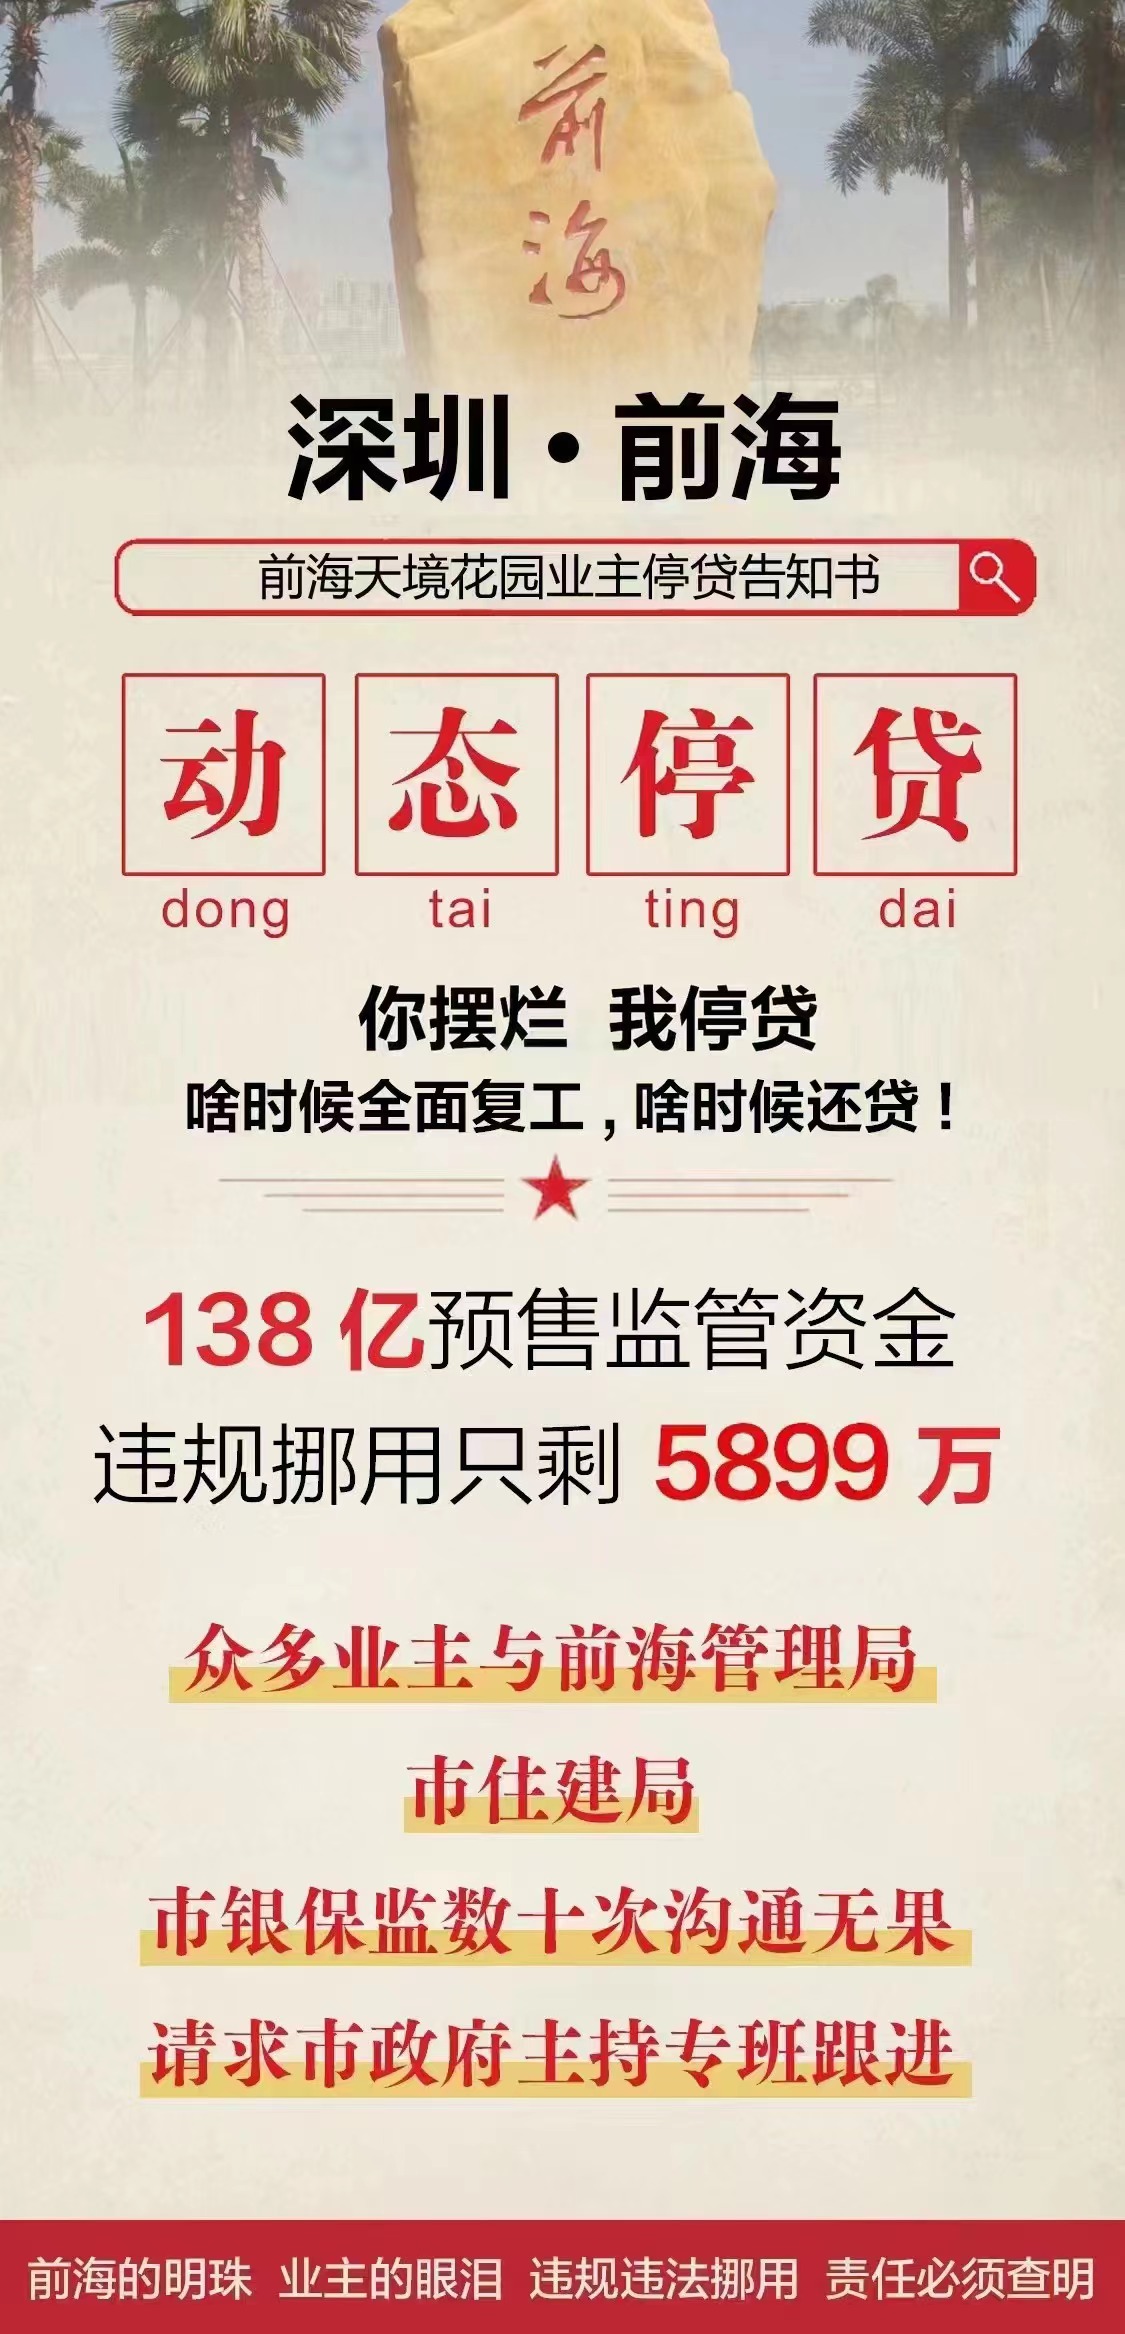 前
海
深圳·前海
前海天境花园业主停贷告知书
动 态 停 贷
dong tai ting dai
你摆烂 我停贷
啥时候全面复工,啥时候还贷!
138 亿预售监管资金
违规挪用只剩 5899 万
众多业主与前海管理局
市住建局
市银保监数十次沟通无果
请求市政府主持专班跟进
前海的明珠 业主的眼泪 违规违法挪用 责任必须查明